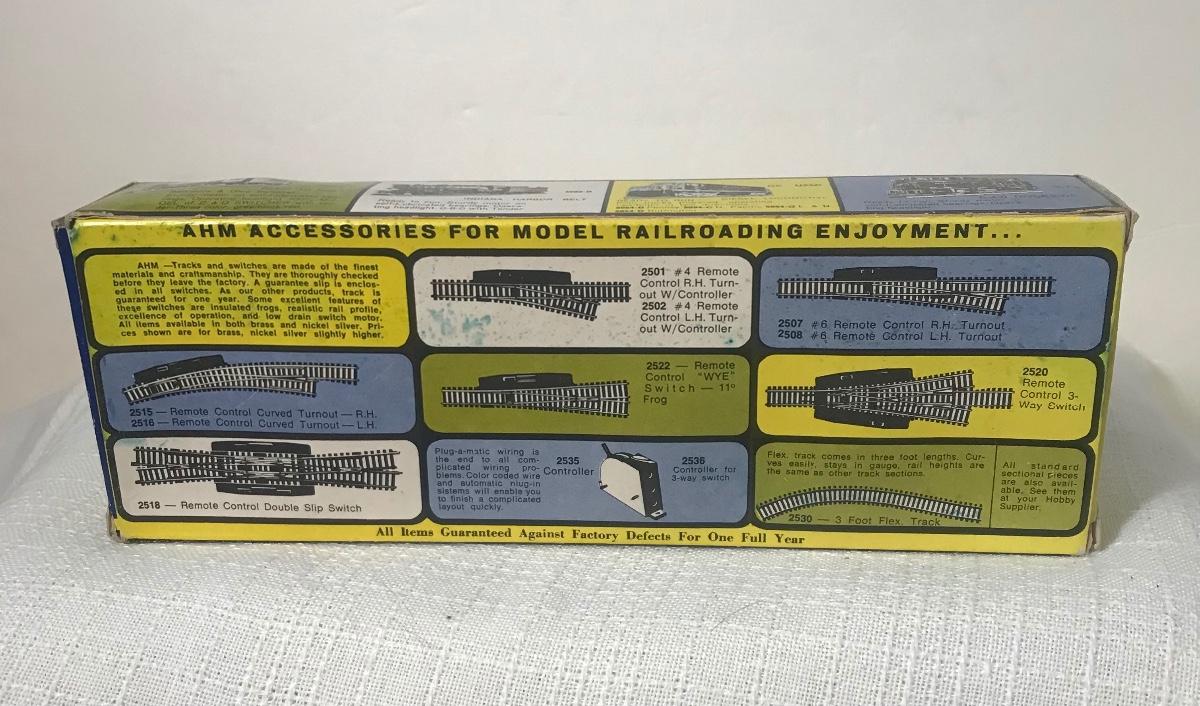 INDIANA HARBOR BELT
AHM ACCESSORIES FOR MODEL RAILROADING ENJOYMENT...
AHM —Tracks and switches are made of the finest
materials and craftsmanship. They are thoroughly checked
before they leave the factory. A guarantee slip is enclos-
ed in all switches. As our other products, track is
guaranteed for one year. Some excellent features of
these switches are insulated frogs, realistic rail profile,
excellence of operation, and low drain switch motor.
All items available in both brass and nickel silver. Pri-
ces shown are for brass, nickel silver slightly higher.
2501 #4 Remote
Control R.H. Turn-
out W/Controller
2502 #4 Remote
Control L.H. Turn-
out W/Controller
2507 #6 Remote Control R.H. Turnout
2508 #6 Remote Control L.H. Turnout
2515 — Remote Control Curved Turnout — R.H.
2516 — Remote Control Curved Turnout — L.H.
2522 — Remote
Control "WYE"
Switch — 11º
Frog
2520
Remote
Control 3-
Way Switch
2518 — Remote Control Double Slip Switch
Plug-a-matic wiring is
the end to all com-
plicated wiring pro-
blems. Color coded wire
and automatic niug-in
sistems will enable you
to finish a complicated
layout quickly.
2535
Controller
2536
Controller for
3-way switch
Flex. track comes in three foot lengths. Cur-
ves easily, stays in gauge, rail heights are
the same as other track sections.
2530 — 3 Foot Flex. Track
All standard
sectional pieces
are also avail-
able. See them
at your Hobby
Supplier.
All Items Guaranteed Against Factory Defects For One Full Year